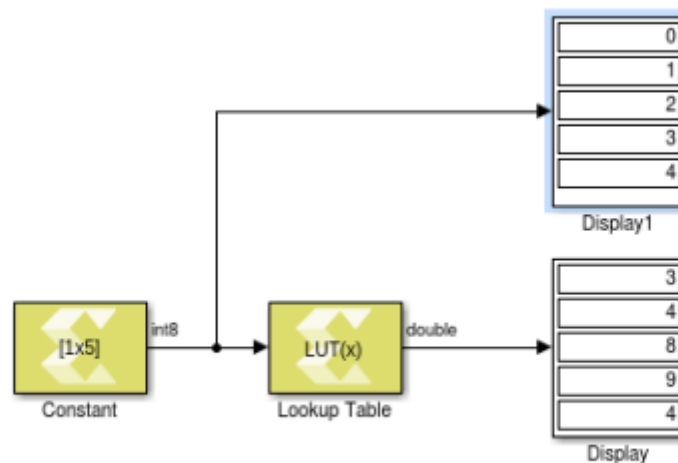 0
1
2
3
4
Display1
[1x5]
int8
LUT(x)
double
Constant
Lookup Table
3
4
8
9
4
Display